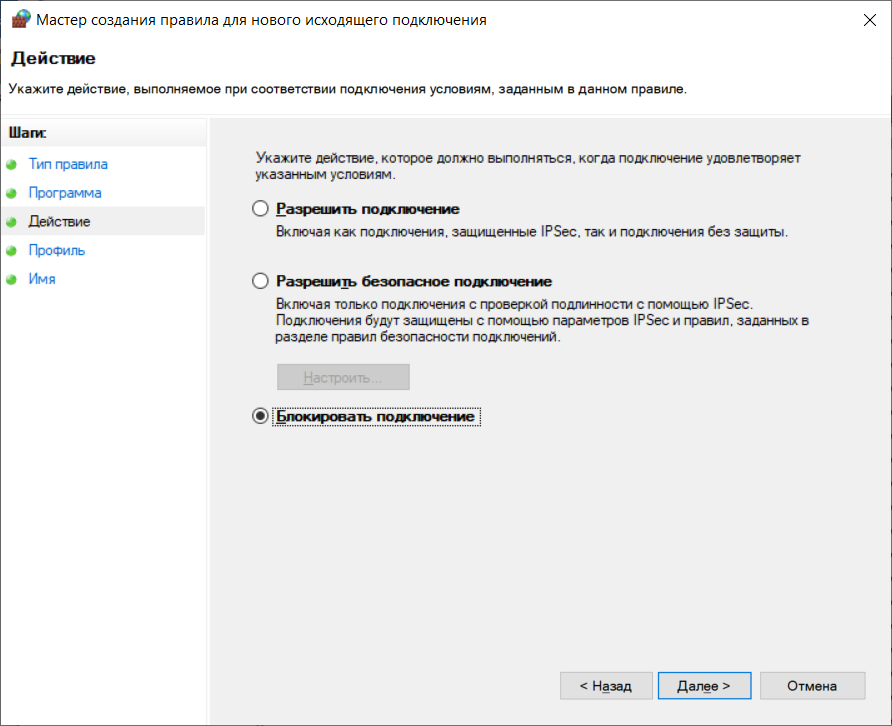 Мастер создания правила для нового исходящего подключения
Действие
Укажите действие, выполняемое при соответствии подключения условиям, заданным в данном правиле.
Шаги:
Тип правила
Программа
Действие
Профиль
Имя
Укажите действие, которое должно выполняться, когда подключение удовлетворяет
указанным условиям.
Разрешить подключение
Включая как подключения, защищенные IPSec, так и подключения без защиты.
Разрешить безопасное подключение
Включая только подключения с проверкой подлинности с помощью IPSec.
Подключения будут защищены с помощью параметров IPSec и правил, заданных в
разделе правил безопасности подключений.
Настроить...
Блокировать подключение
< Назад
Далее >
Отмена